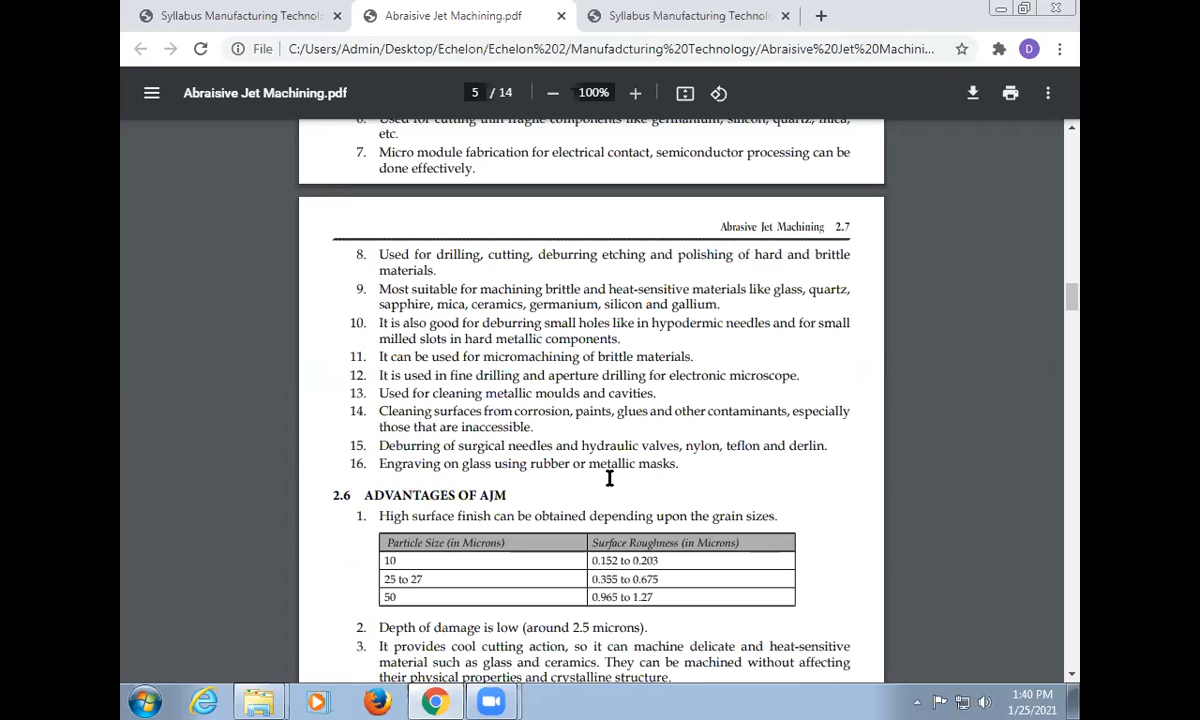 Syllabus Manufacturing Technol
Abraisive Jet Machining.pdf
Syllabus Manufacturing Technol
File C:/Users/Admin/Desktop/Echelon/Echelon%202/Manufadcturing%20Technology/Abraisive%20Jet%20Machini...
D
Abraisive Jet Machining.pdf
5 / 14
100%
6. Used for cutting thin fragile components like germanium, silicon, quartz, mica,
etc.
7. Micro module fabrication for electrical contact, semiconductor processing can be
done effectively.
Abrasive Jet Machining 2.7
8. Used for drilling, cutting, deburring etching and polishing of hard and brittle
materials.
9. Most suitable for machining brittle and heat-sensitive materials like glass, quartz,
sapphire, mica, ceramics, germanium, silicon and gallium.
10. It is also good for deburring small holes like in hypodermic needles and for small
milled slots in hard metallic components.
11. It can be used for micromachining of brittle materials.
12. It is used in fine drilling and aperture drilling for electronic microscope.
13. Used for cleaning metallic moulds and cavities.
14. Cleaning surfaces from corrosion, paints, glues and other contaminants, especially
those that are inaccessible.
15. Deburring of surgical needles and hydraulic valves, nylon, teflon and derlin.
16. Engraving on glass using rubber or metallic masks.
2.6 ADVANTAGES OF AJM
1. High surface finish can be obtained depending upon the grain sizes.
Particle Size (in Microns) Surface Roughness (in Microns)
10 0.152 to 0.203
25 to 27 0.355 to 0.675
50 0.965 to 1.27
2. Depth of damage is low (around 2.5 microns).
3. It provides cool cutting action, so it can machine delicate and heat-sensitive
material such as glass and ceramics. They can be machined without affecting
their physical properties and crystalline structure.
1:40 PM
1/25/2021